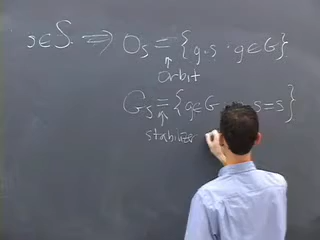 s∈S. ⟹ O_s = {g.s · g∈G}
↑
orbit
G_s = {g∈G s=s}
↑
stabilizer